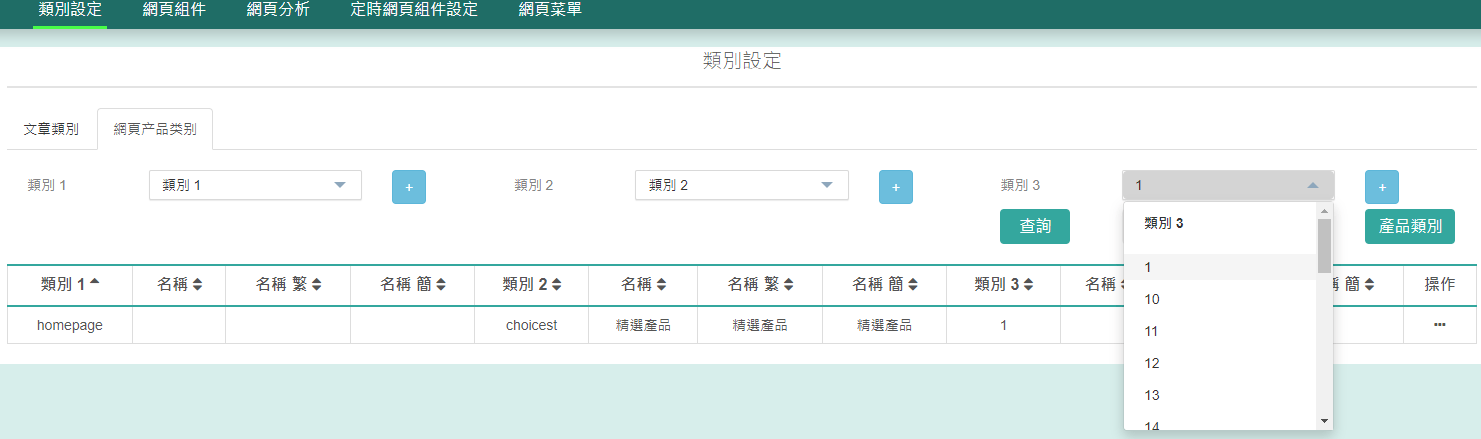 類別設定 網頁組件 網頁分析 定時網頁組件設定 網頁菜單
類別設定
文章類別 網頁产品类别
類別 1 類別 1 + 類別 2 類別 2 + 類別 3 1 +
查詢 產品類別
類別 3
1
10
11
12
13
14
類別 1 名稱 名稱 繁 名稱 簡 類別 2 名稱 名稱 繁 名稱 簡 類別 3 名稱 簡 操作
homepage choicest 精選產品 精選產品 精選產品 1 ...